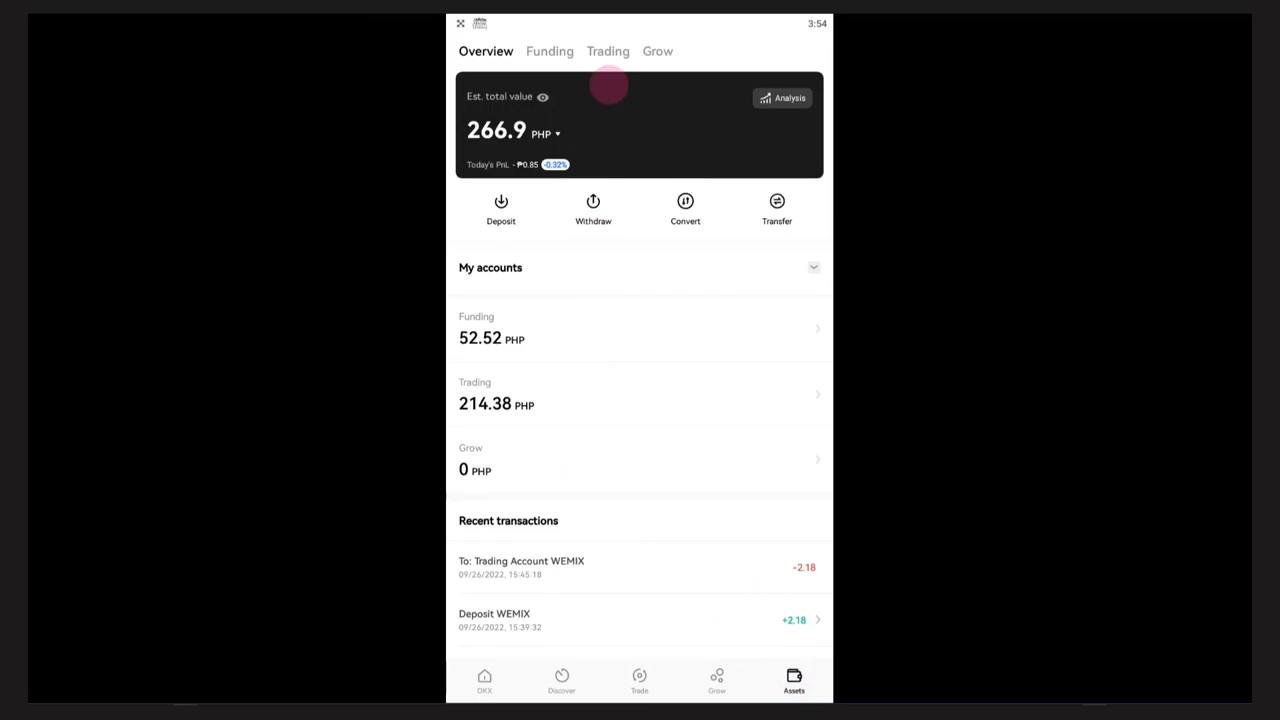 3:54
Overview Funding Trading Grow
Est. total value Analysis
266.9 PHP
Today's PnL - ₱0.85 -0.32%
Deposit Withdraw Convert Transfer
My accounts
Funding
52.52 PHP
Trading
214.38 PHP
Grow
0 PHP
Recent transactions
To: Trading Account WEMIX -2.18
09/26/2022, 15:45:18
Deposit WEMIX +2.18
09/26/2022, 15:39:32
OKX Discover Trade Grow Assets